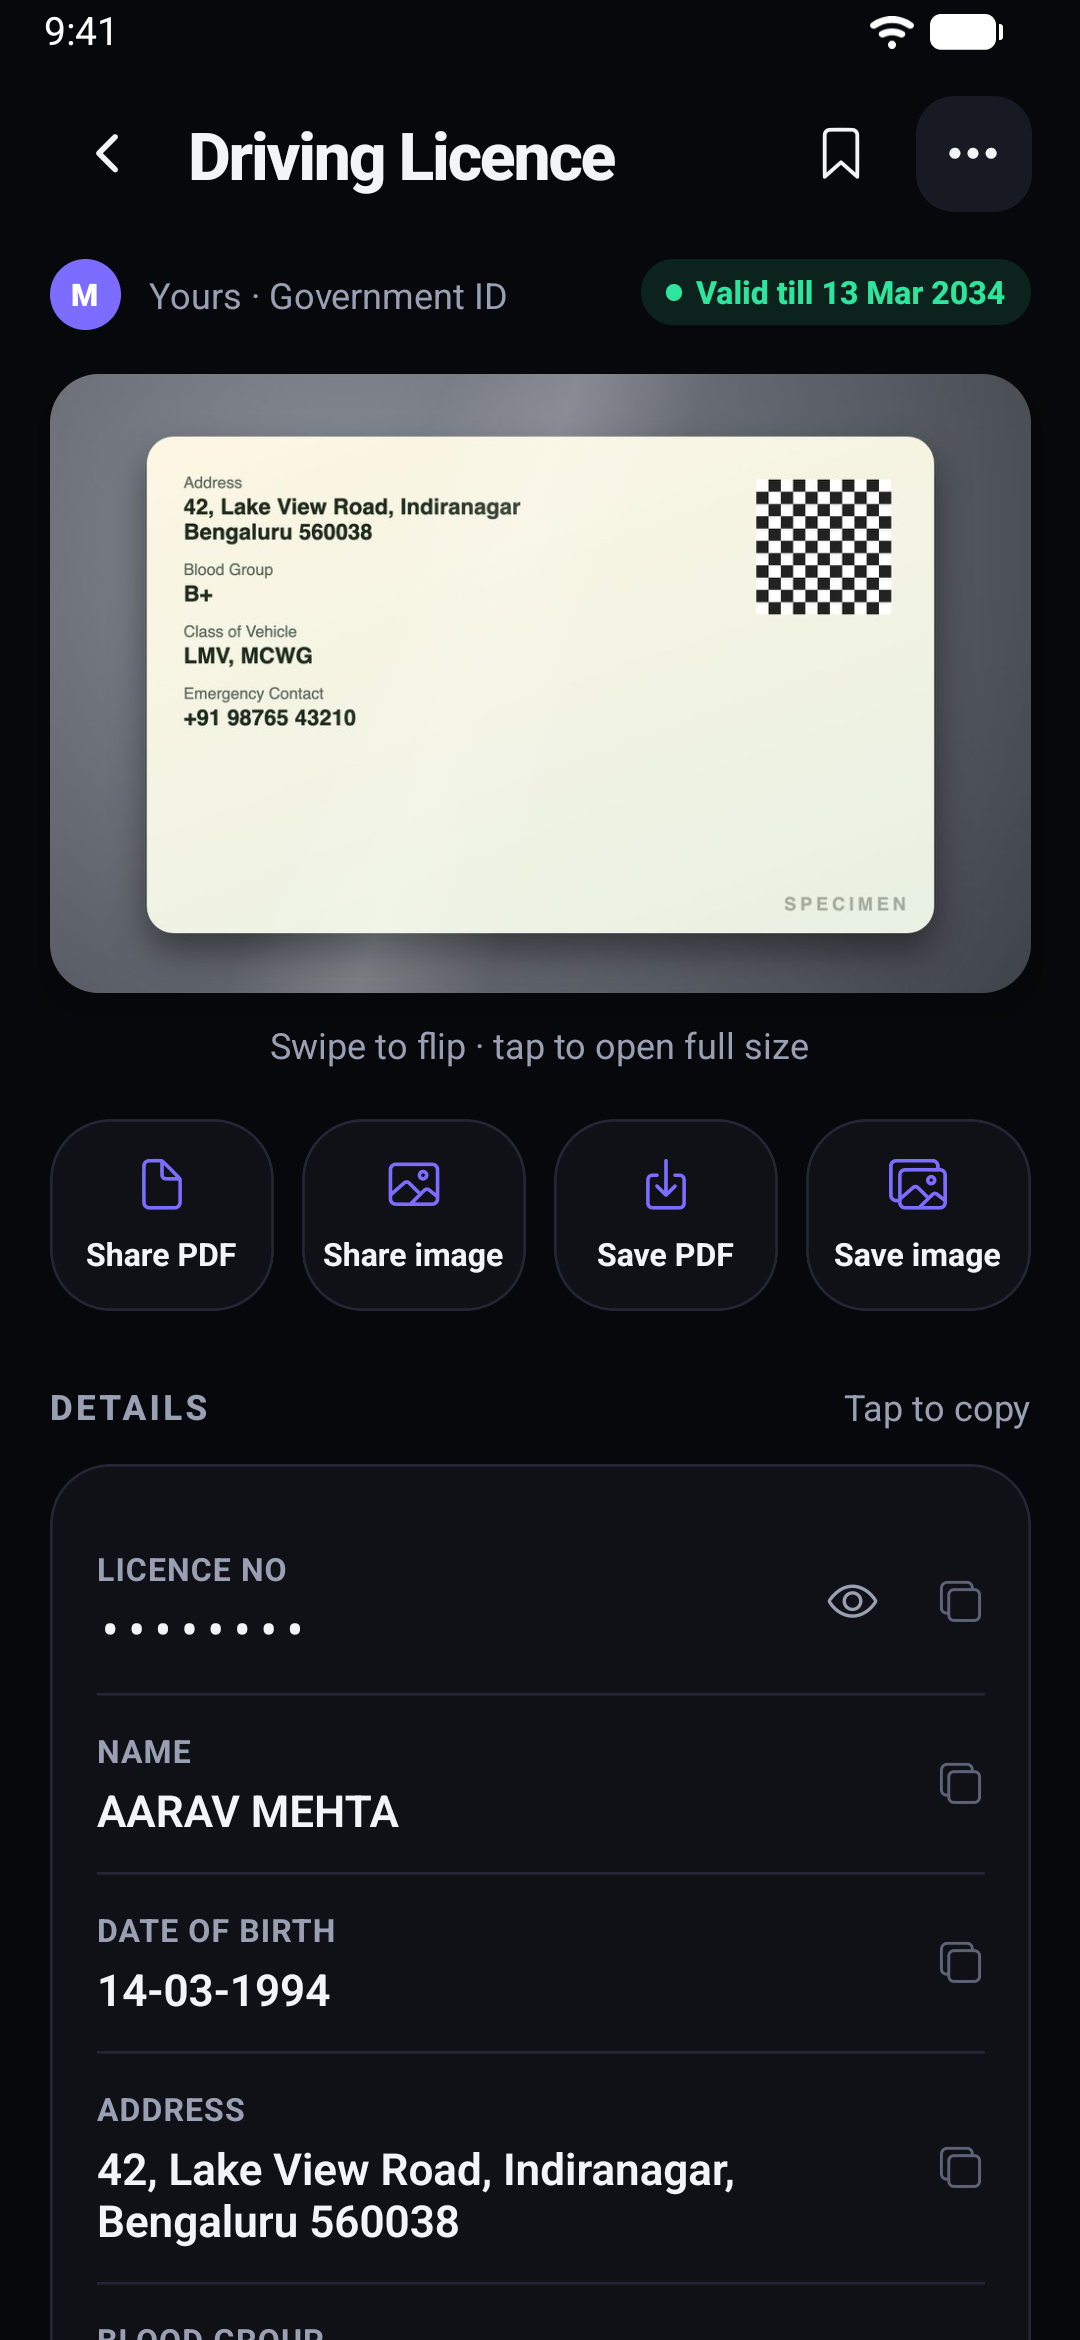 9:41
Driving Licence
M
Yours · Government ID
Valid till 13 Mar 2034
Address
42, Lake View Road, Indiranagar
Bengaluru 560038
Blood Group
B+
Class of Vehicle
LMV, MCWG
Emergency Contact
+91 98765 43210
SPECIMEN
Swipe to flip · tap to open full size
Share PDF
Share image
Save PDF
Save image
DETAILS
Tap to copy
LICENCE NO
••••••••
NAME
AARAV MEHTA
DATE OF BIRTH
14-03-1994
ADDRESS
42, Lake View Road, Indiranagar,
Bengaluru 560038
BLOOD GROUP